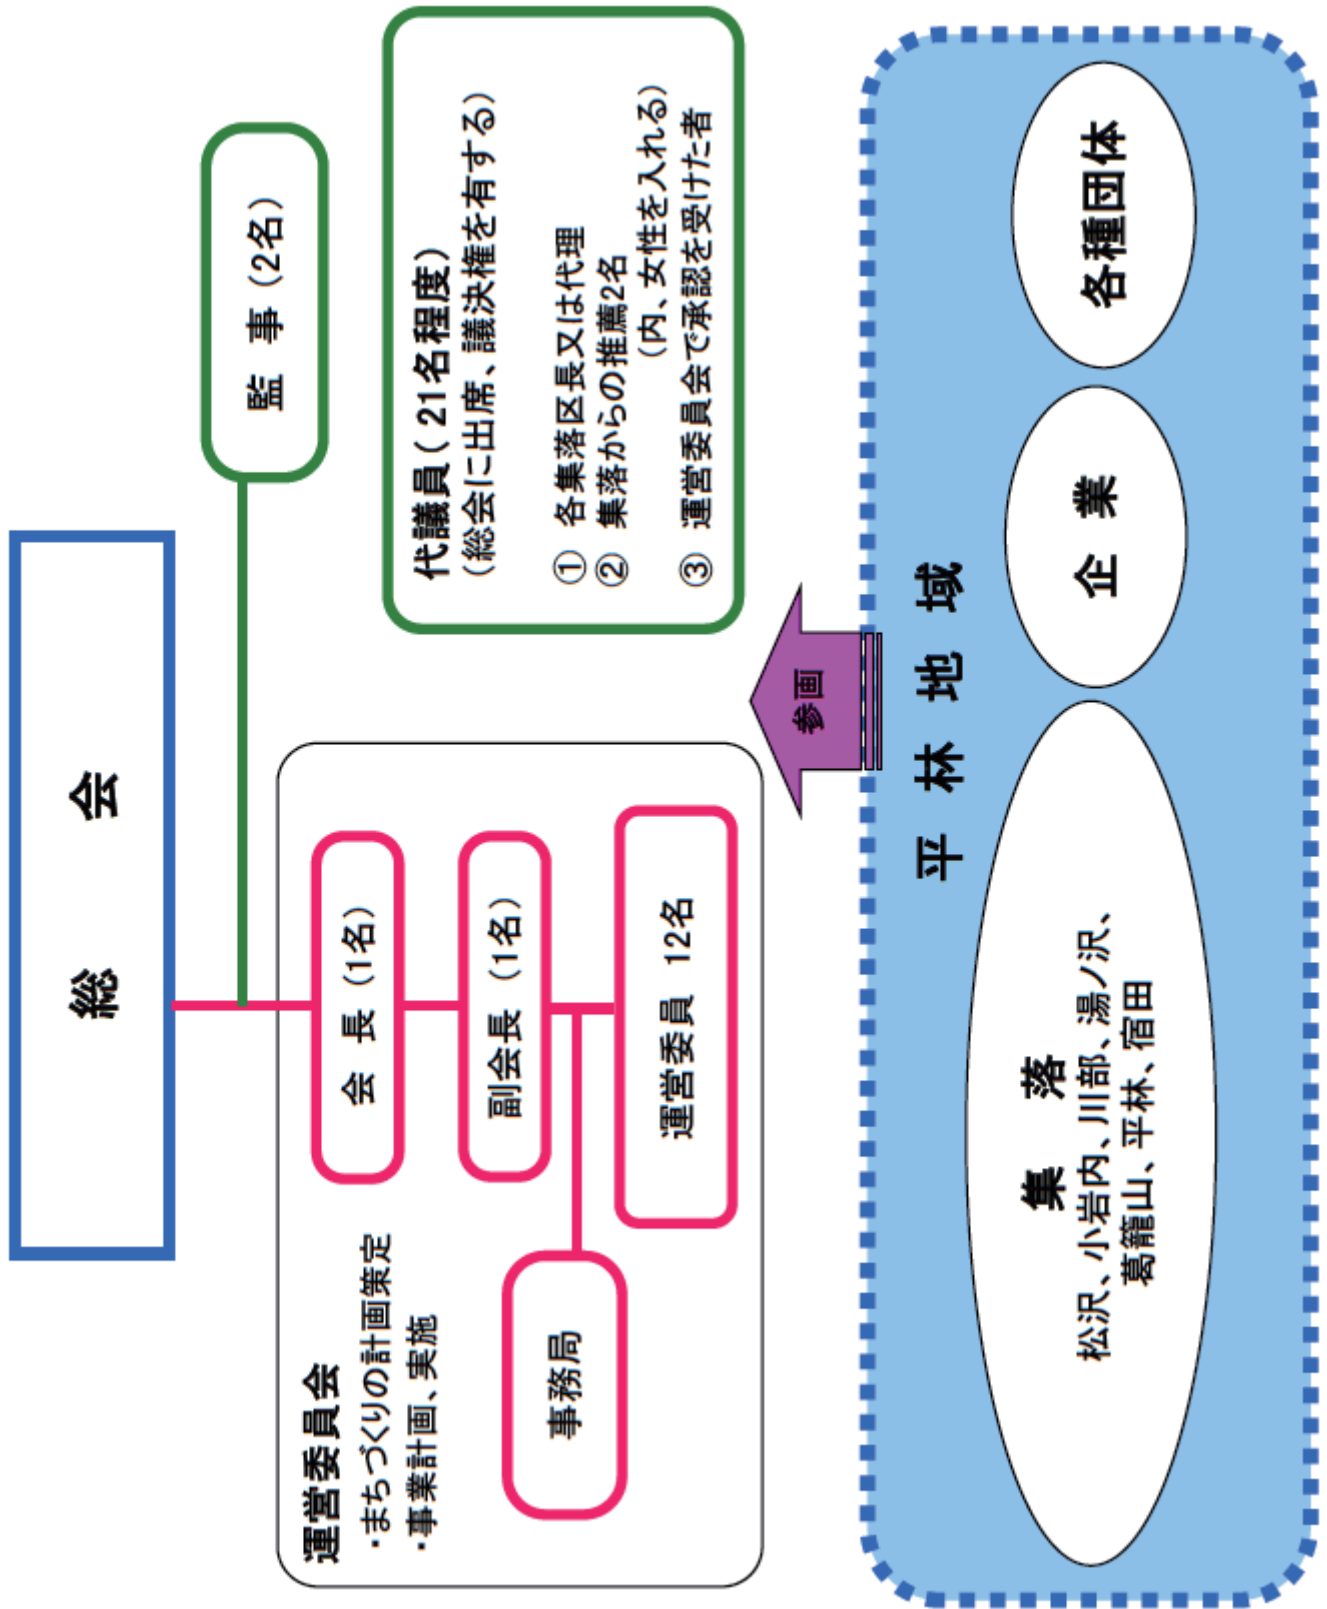 総 会
監 事 (2名)
運営委員会
・まちづくりの計画策定
・事業計画、実施
会 長 (1名)
副会長 (1名)
事務局
運営委員 12名
代議員( 21名程度)
(総会に出席、議決権を有する)
① 各集落区長又は代理
② 集落からの推薦2名
(内、女性を入れる)
③ 運営委員会で承認を受けた者
参画
平 林 地 域
集 落
松沢、小岩内、川部、湯ノ沢、
葛籠山、平林、宿田
企 業
各種団体